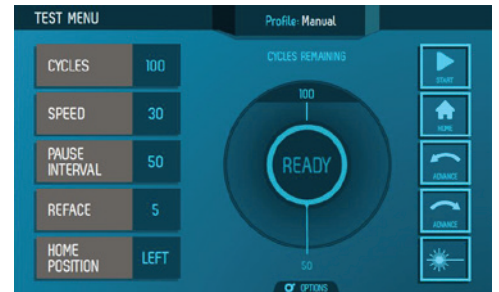 TEST MENU
Profile: Manual
CYCLES 100
SPEED 30
PAUSE INTERVAL 50
REFACE 5
HOME POSITION LEFT
CYCLES REMAINING
100
READY
50
OPTIONS
START
HOME
ADVANCE
ADVANCE